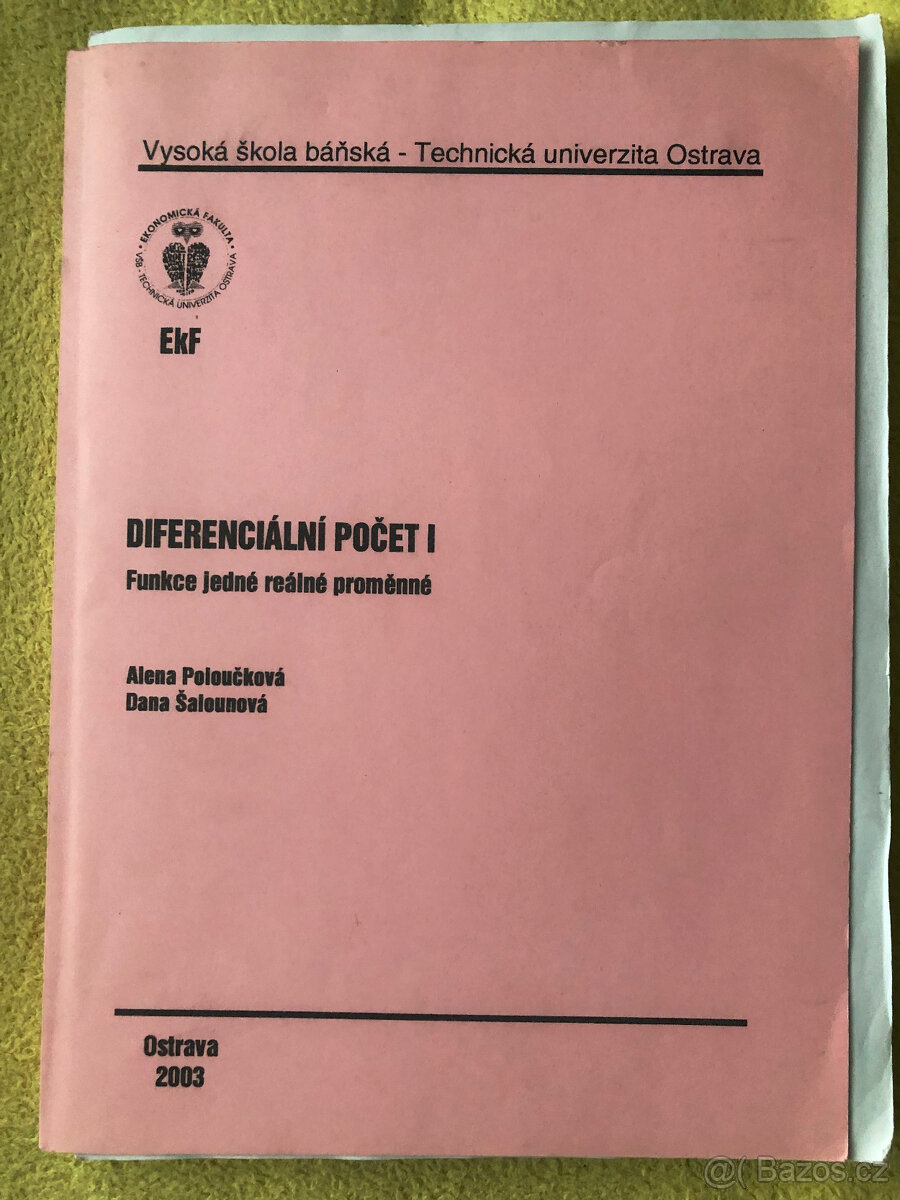 Vysoká škola báňská - Technická univerzita Ostrava
• EKONOMICKÁ FAKULTA •
VŠB - TECHNICKÁ UNIVERZITA OSTRAVA
EkF
DIFERENCIÁLNÍ POČET I
Funkce jedné reálné proměnné
Alena Poloučková
Dana Šalounová
Ostrava
2003
@( Bazos.cz